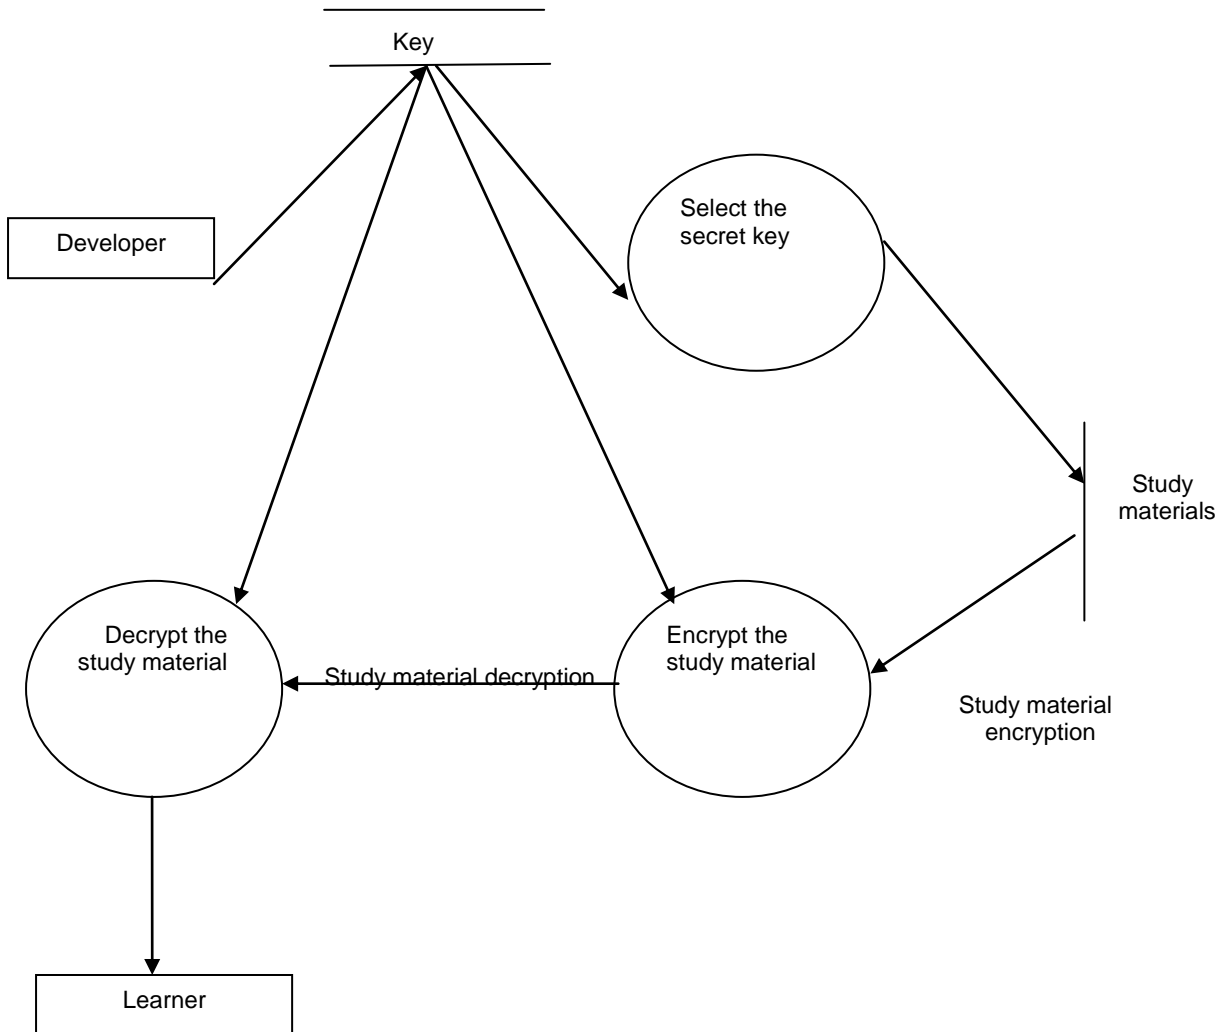 Key
Select the
secret key
Developer
Study
materials
Decrypt the
study material
Study material decryption
Encrypt the
study material
Study material
encryption
Learner